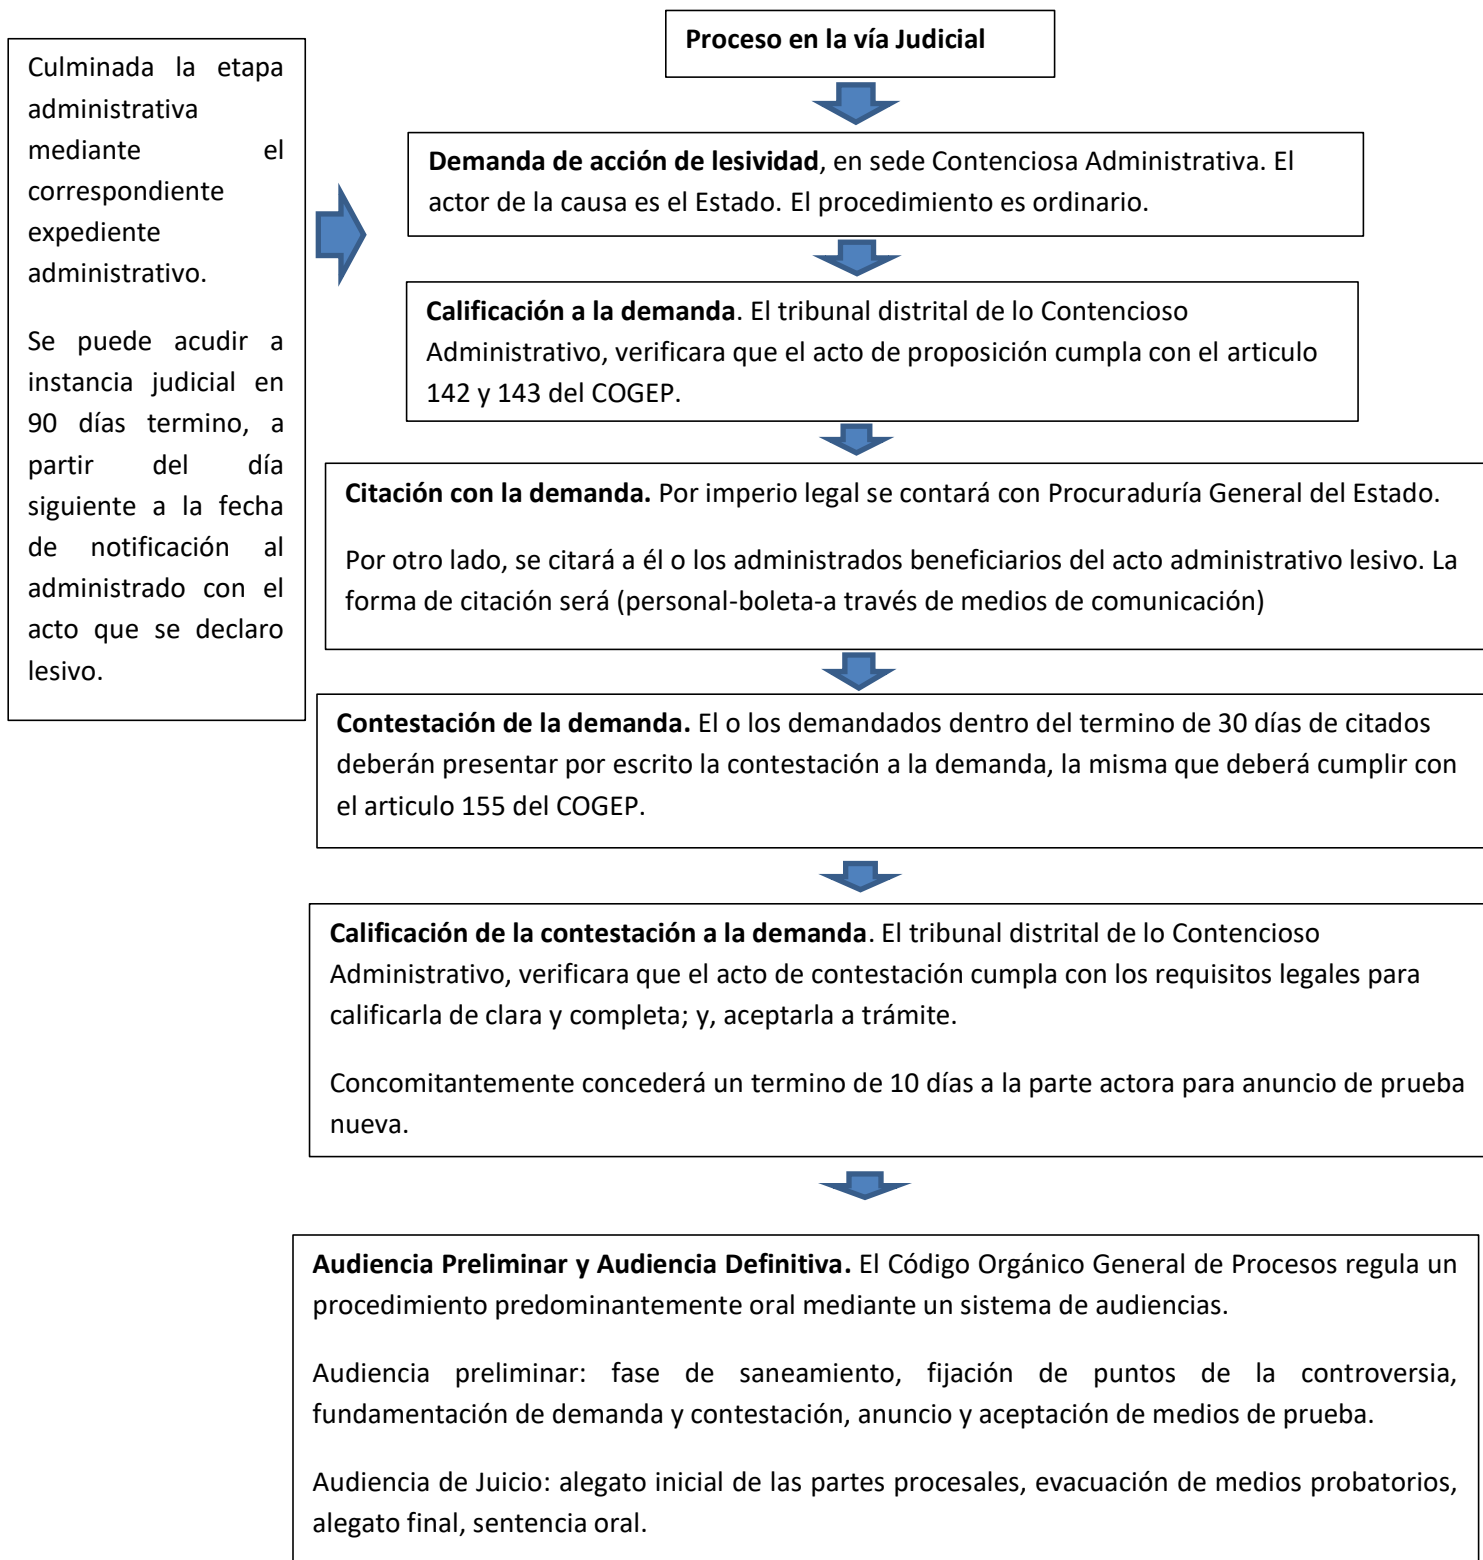 Proceso en la vía Judicial
Culminada la etapa
administrativa
mediante el
correspondiente
expediente
administrativo.
Se puede acudir a
instancia judicial en
90 días termino, a
partir del día
siguiente a la fecha
de notificación al
administrado con el
acto que se declaro
lesivo.
Demanda de acción de lesividad, en sede Contenciosa Administrativa. El
actor de la causa es el Estado. El procedimiento es ordinario.
Calificación a la demanda. El tribunal distrital de lo Contencioso
Administrativo, verificara que el acto de proposición cumpla con el articulo
142 y 143 del COGEP.
Citación con la demanda. Por imperio legal se contará con Procuraduría General del Estado.
Por otro lado, se citará a él o los administrados beneficiarios del acto administrativo lesivo. La
forma de citación será (personal-boleta-a través de medios de comunicación)
Contestación de la demanda. El o los demandados dentro del termino de 30 días de citados
deberán presentar por escrito la contestación a la demanda, la misma que deberá cumplir con
el articulo 155 del COGEP.
Calificación de la contestación a la demanda. El tribunal distrital de lo Contencioso
Administrativo, verificara que el acto de contestación cumpla con los requisitos legales para
calificarla de clara y completa; y, aceptarla a trámite.
Concomitantemente concederá un termino de 10 días a la parte actora para anuncio de prueba
nueva.
Audiencia Preliminar y Audiencia Definitiva. El Código Orgánico General de Procesos regula un
procedimiento predominantemente oral mediante un sistema de audiencias.
Audiencia preliminar: fase de saneamiento, fijación de puntos de la controversia,
fundamentación de demanda y contestación, anuncio y aceptación de medios de prueba.
Audiencia de Juicio: alegato inicial de las partes procesales, evacuación de medios probatorios,
alegato final, sentencia oral.